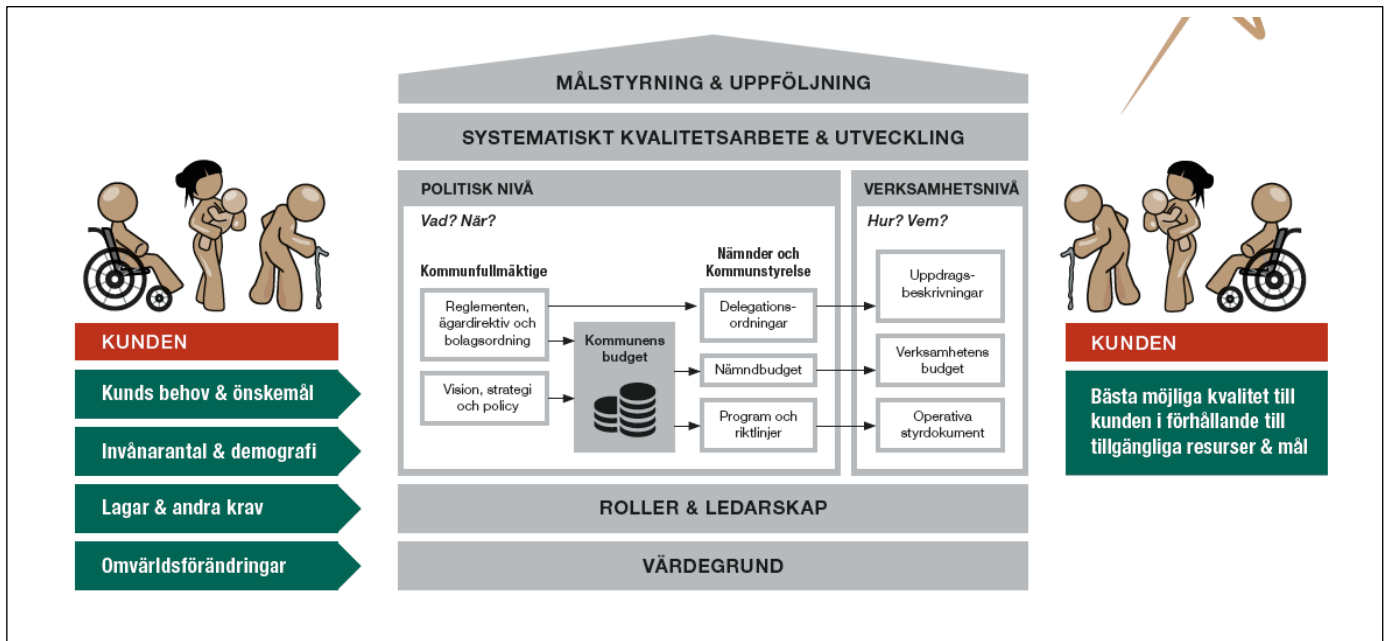 MÅLSTYRNING & UPPFÖLJNING
SYSTEMATISKT KVALITETSARBETE & UTVECKLING
KUNDEN
Kunds behov & önskemål
Invånarantal & demografi
Lagar & andra krav
Omvärldsförändringar
POLITISK NIVÅ
Vad? När?
Kommunfullmäktige
Reglementen,
ägardirektiv och
bolagsordning
Vision, strategi
och policy
Kommunens
budget
Nämnder och
Kommunstyrelse
Delegations-
ordningar
Nämndbudget
Program och
riktlinjer
VERKSAMHETSNIVÅ
Hur? Vem?
Uppdrags-
beskrivningar
Verksamhetens
budget
Operativa
styrdokument
ROLLER & LEDARSKAP
VÄRDEGRUND
KUNDEN
Bästa möjliga kvalitet till
kunden i förhållande till
tillgängliga resurser & mål